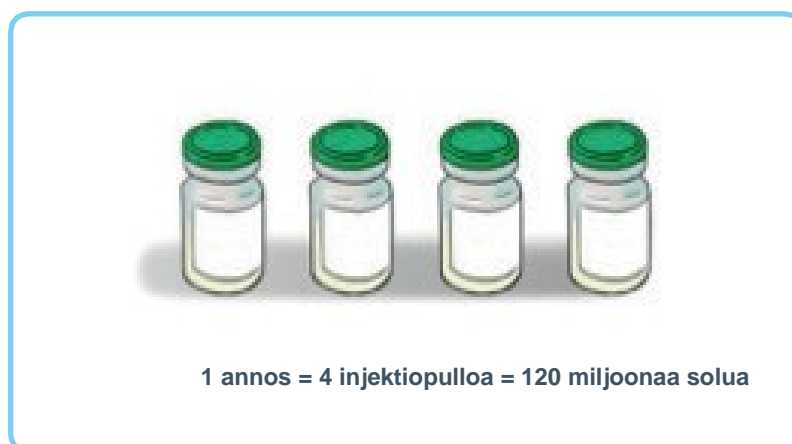 1 annos = 4 injektiopulloa = 120 miljoonaa solua